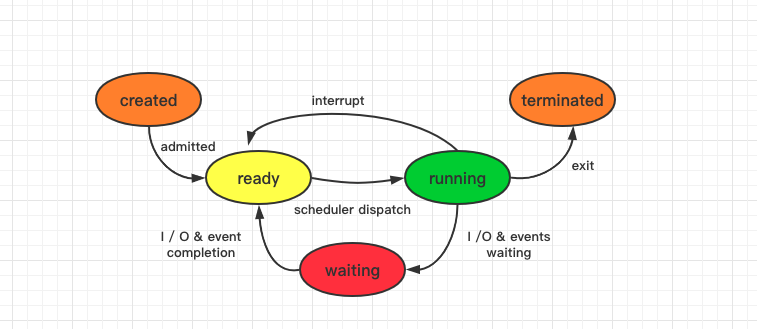 created
interrupt
terminated
admitted
ready
running
exit
scheduler dispatch
I / O & event
completion
I /O & events
waiting
waiting